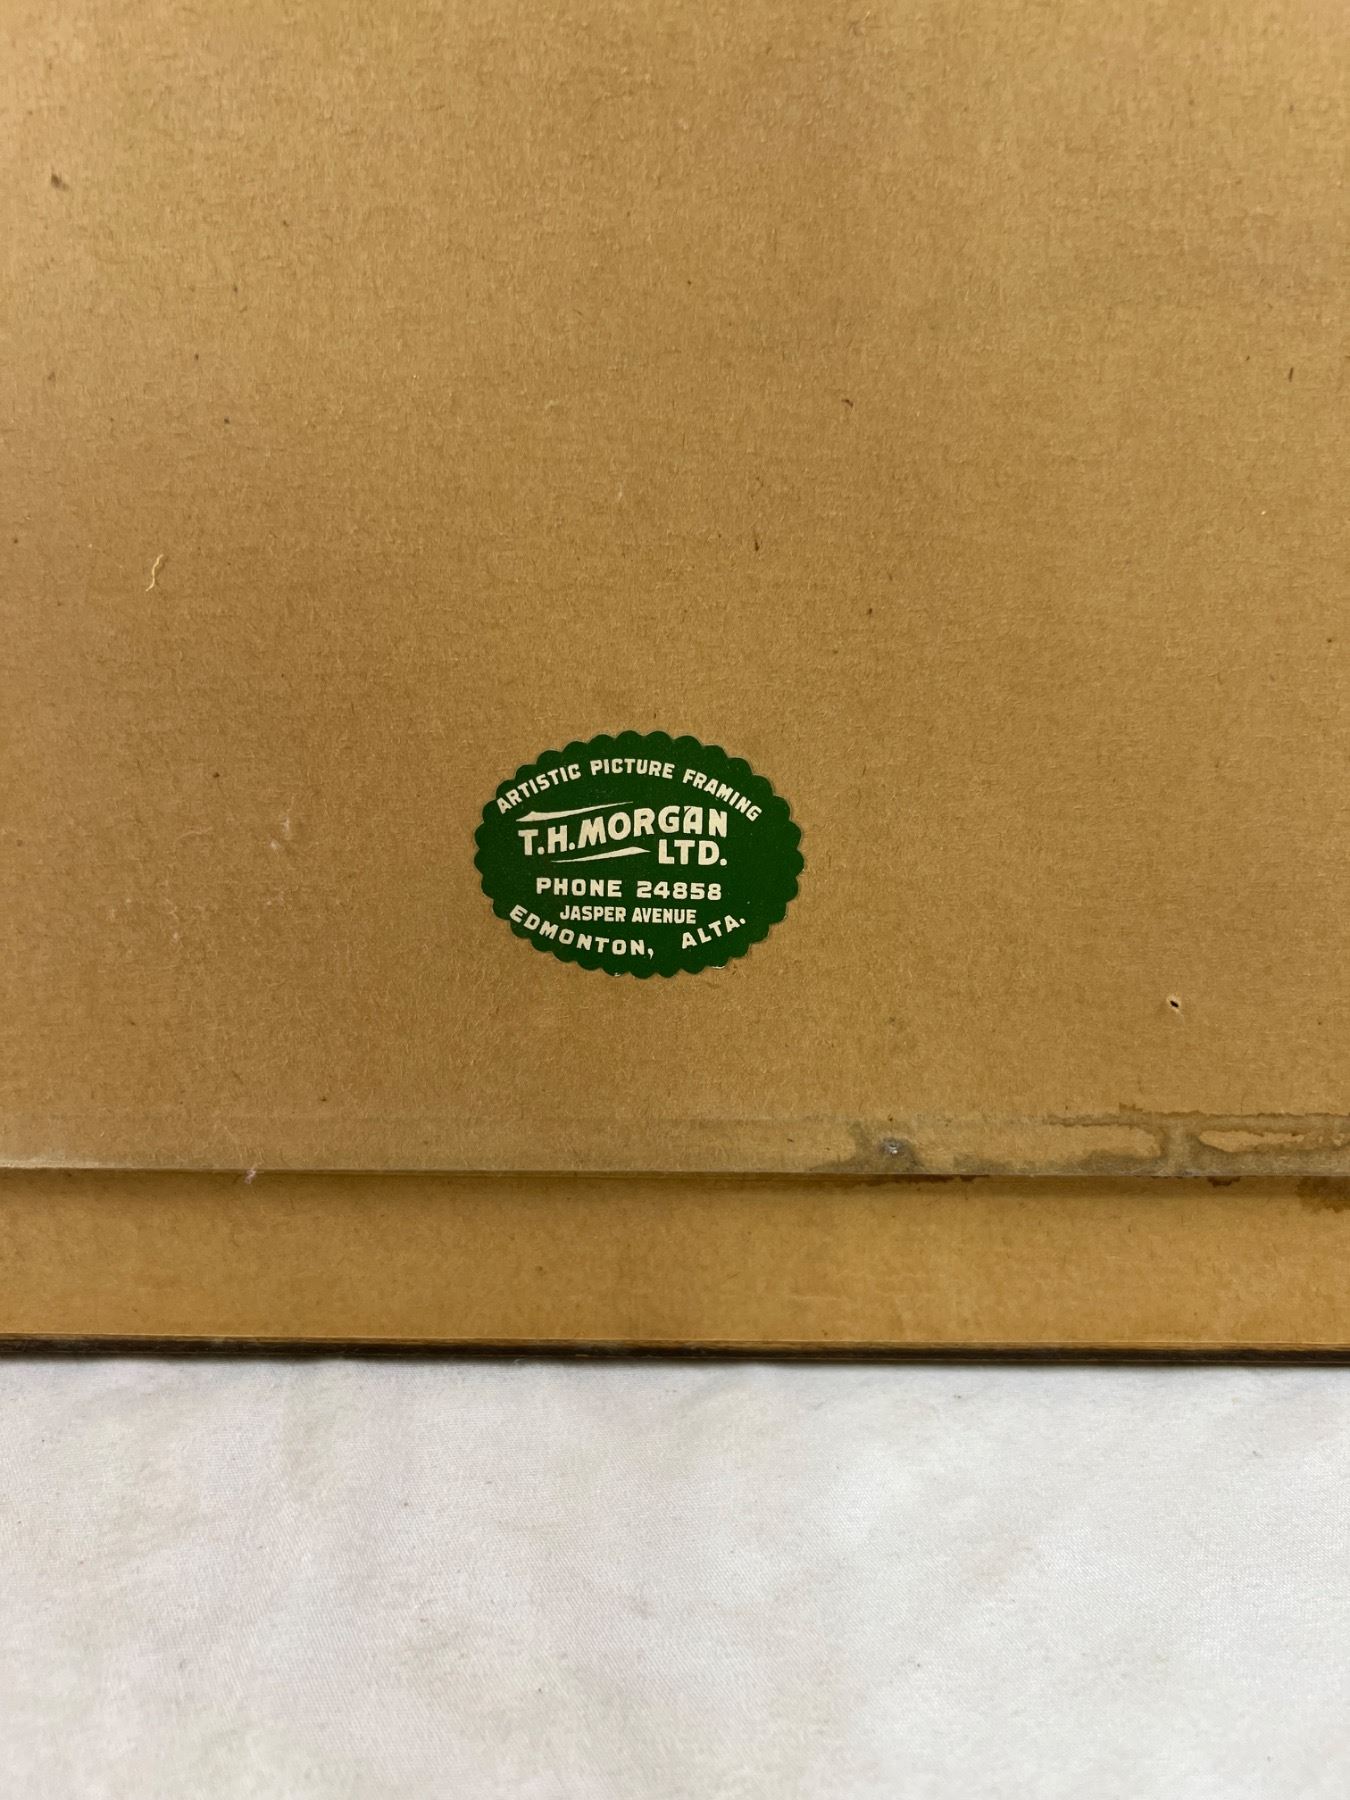 ARTISTIC PICTURE FRAMING
T.H. MORGAN
LTD.
PHONE 24858
JASPER AVENUE
EDMONTON, ALTA.